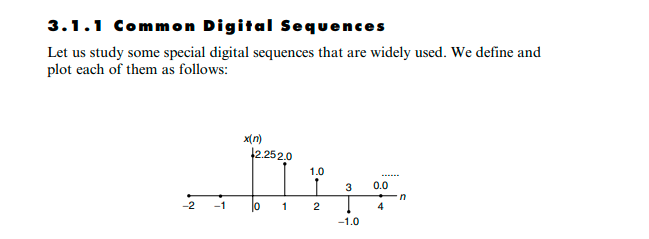 3.1.1 Common Digital Sequences
Let us study some special digital sequences that are widely used. We define and
plot each of them as follows:
x(n)
2.25 2.0
1.0
3 0.0 ......
n
-2 -1 0 1 2 4
-1.0